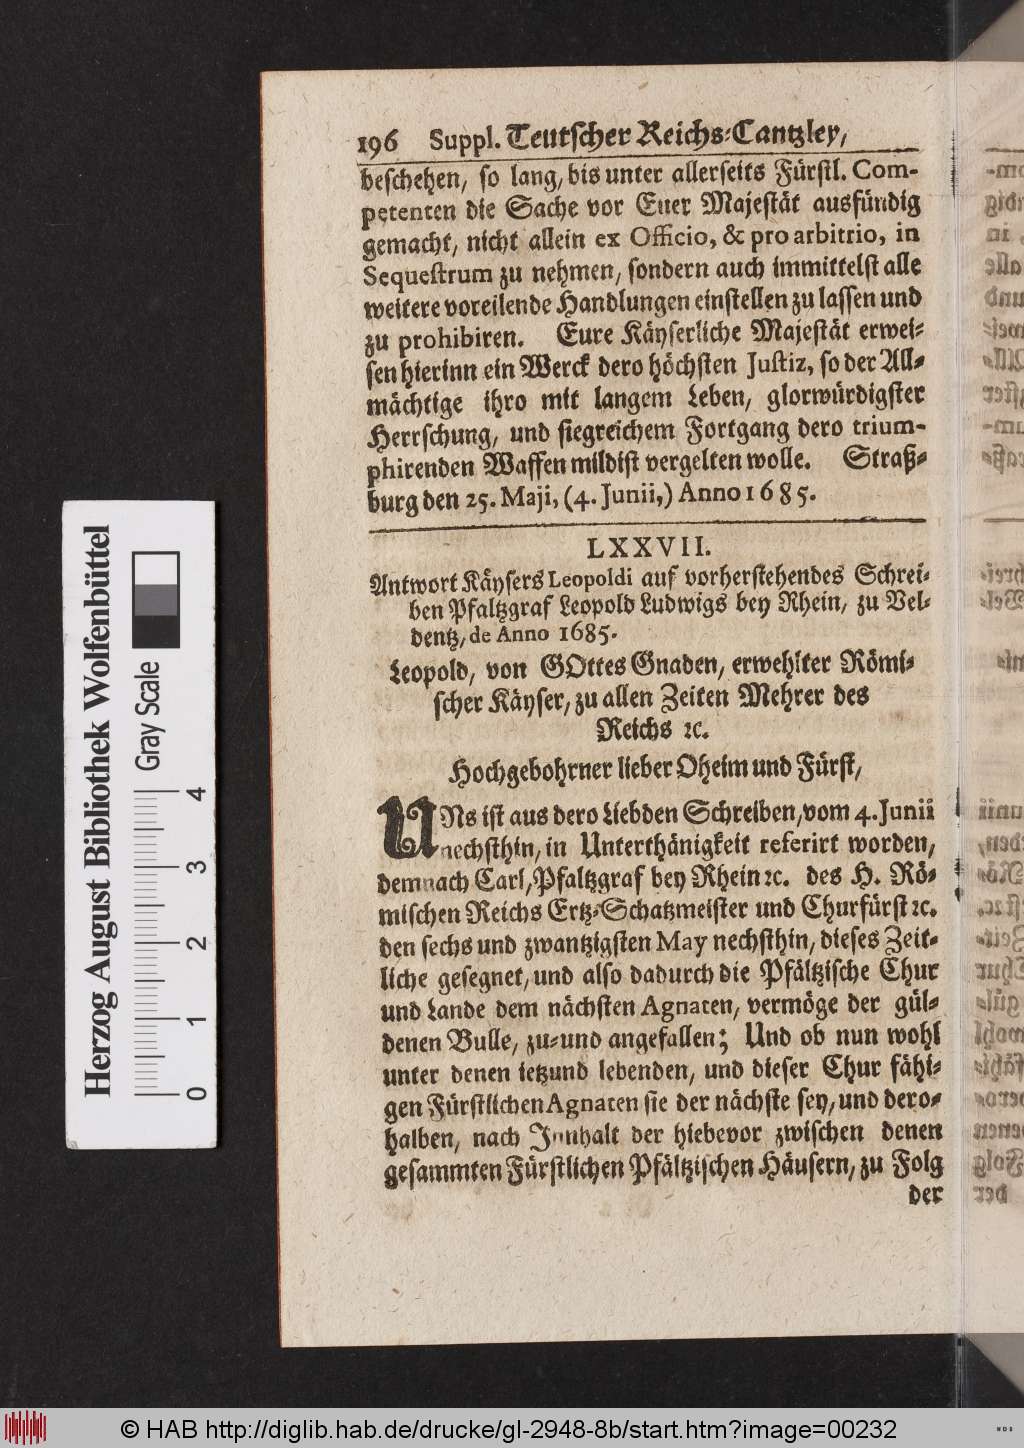 196 Suppl. Teutscher Reichs-Cantzley,
beschehen, so lang, bis unter allerseits Fürstl. Com-
petenten die Sache vor Euer Majestät ausfündig
gemacht, nicht allein ex Officio, & pro arbitrio, in
Sequestrum zu nehmen, sondern auch immittelst alle
weitere voreilende Handlungen einstellen zu lassen und
zu prohibiren. Eure Käyserliche Majestät erwei-
sen hierinn ein Werck dero höchsten Justiz, so der All-
mächtige ihro mit langem Leben, glorwürdigster
Herrschung, und siegreichem Fortgang dero trium-
phirenden Waffen mildist vergelten wolle. Straß-
burg den 25. Maji, (4. Junii,) Anno 1685.
LXXVII.
Antwort Käysers Leopoldi auf vorherstehendes Schrei-
ben Pfaltzgraf Leopold Ludwigs bey Rhein, zu Vel-
dentz, de Anno 1685.
Leopold, von GOttes Gnaden, erwehlter Römi-
scher Käyser, zu allen Zeiten Mehrer des
Reichs ꝛc.
Hochgebohrner lieber Oheim und Fürst,
UNs ist aus dero Liebden Schreiben, vom 4. Junii
nechsthin, in Unterthänigkeit referirt worden,
demnach Carl, Pfaltzgraf bey Rhein ꝛc. des H. Rö-
mischen Reichs Ertz-Schatzmeister und Churfürst ꝛc.
den sechs und zwantzigsten May nechsthin, dieses Zeit-
liche gesegnet, und also dadurch die Pfältzische Chur
und Lande dem nächsten Agnaten, vermöge der gül-
denen Bulle, zu- und angefallen; Und ob nun wohl
unter denen ietzund lebenden, und dieser Chur fähi-
gen Fürstlichen Agnaten sie der nächste sey, und dero-
halben, nach Innhalt der hiebevor zwischen denen
gesammten Fürstlichen Pfältzischen Häusern, zu Folg
der
Herzog August Bibliothek Wolfenbüttel
Gray Scale
0 1 2 3 4
© HAB http://diglib.hab.de/drucke/gl-2948-8b/start.htm?image=00232